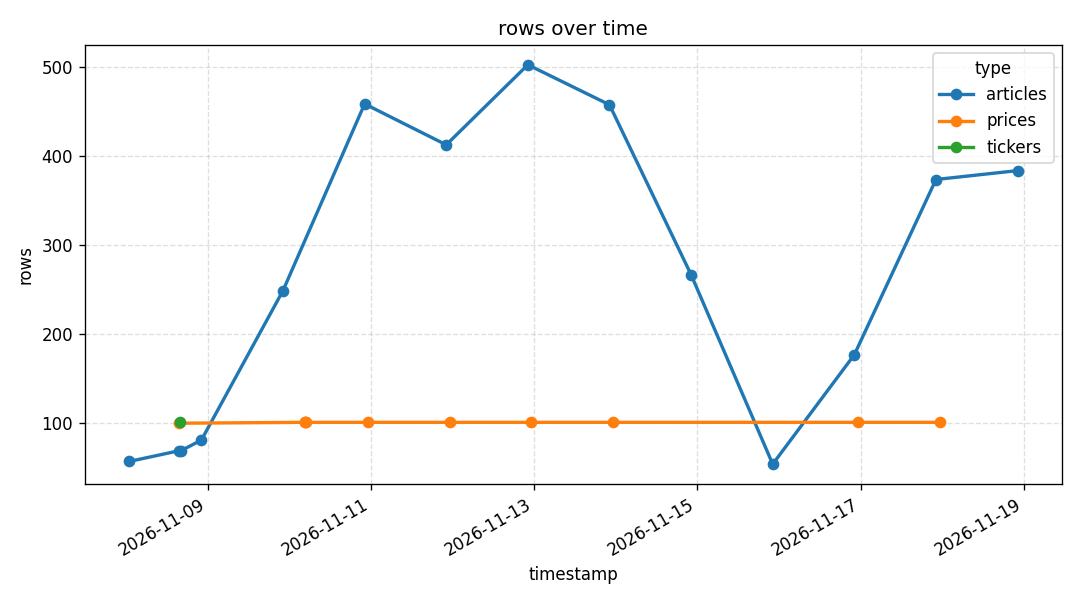 rows over time
type
articles
prices
tickers
rows
500
400
300
200
100
2026-11-09
2026-11-11
2026-11-13
2026-11-15
2026-11-17
2026-11-19
timestamp